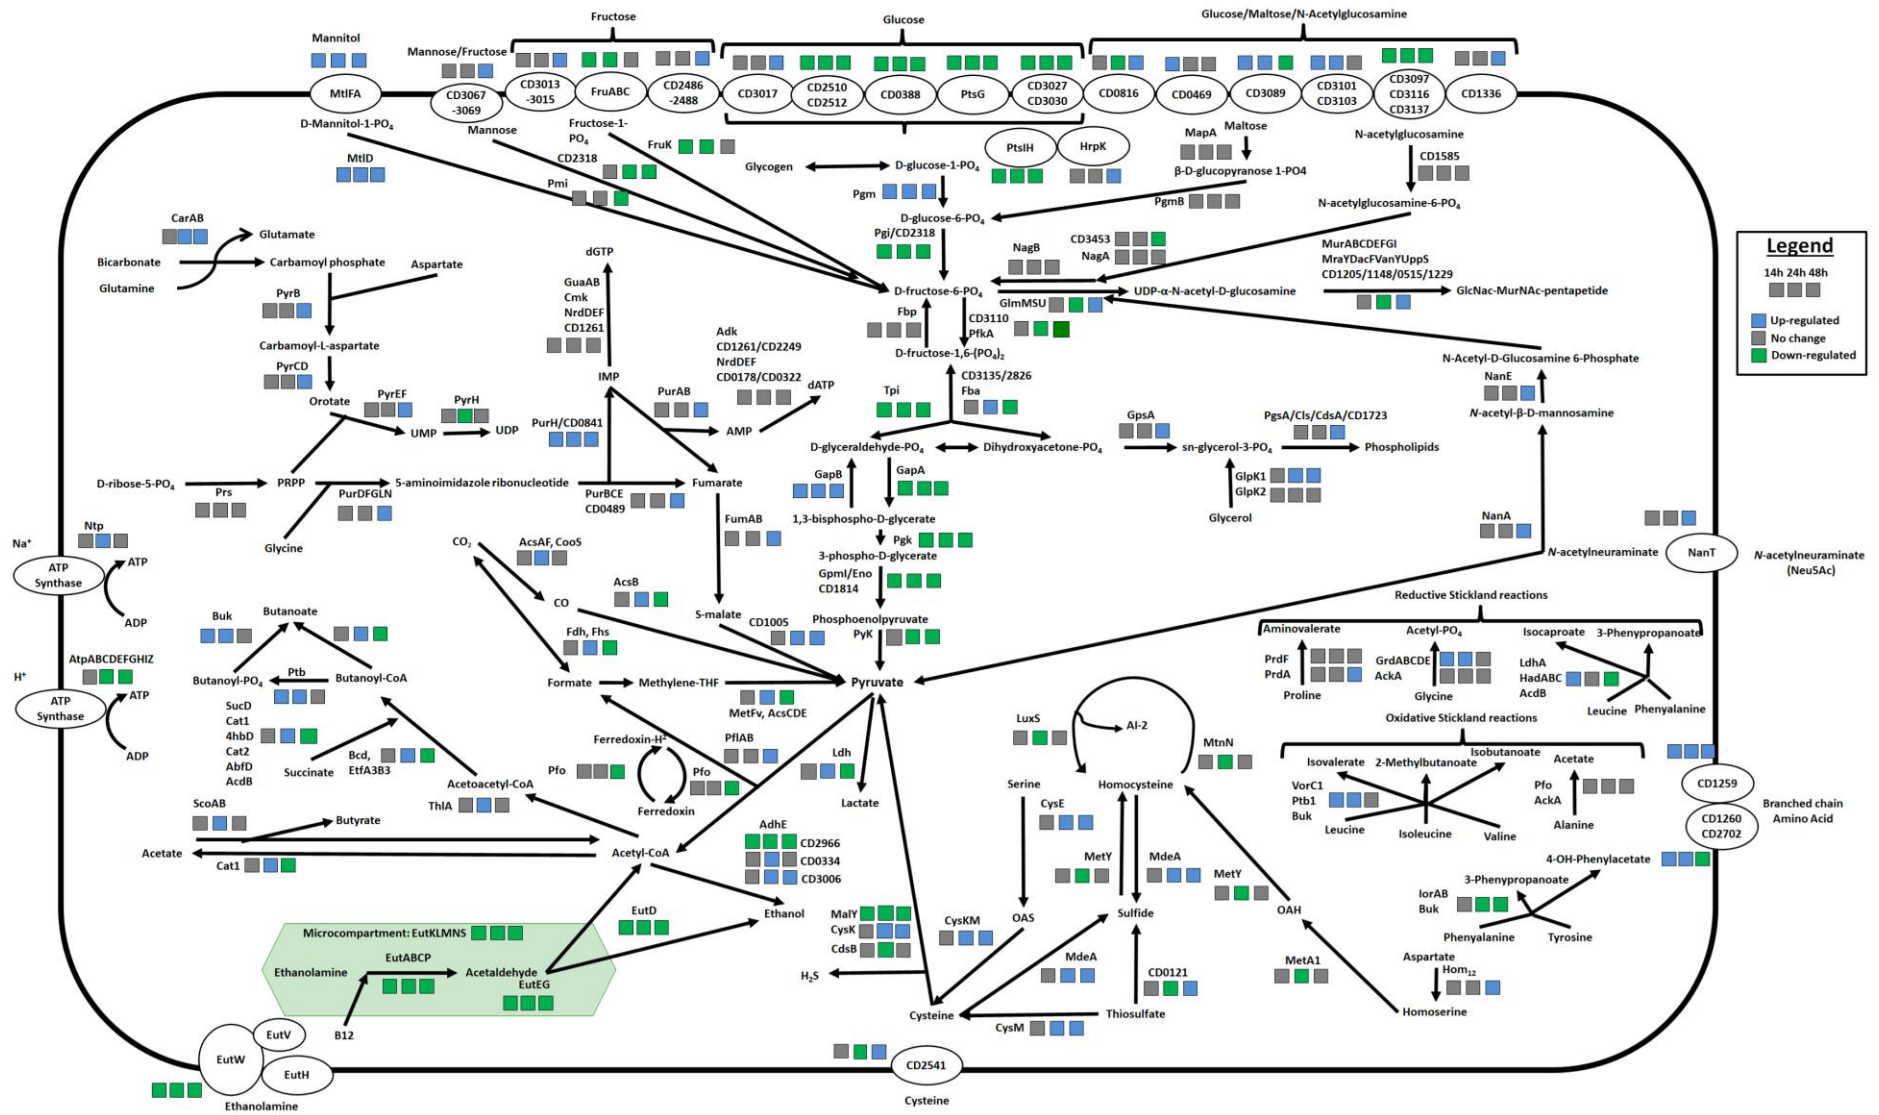 Fructose
Glucose
Glucose/Maltose/N-Acetylglucosamine
Mannitol
Mannose/Fructose
MtlFA
CD3067
-3069
CD3013
-3015
FruABC
CD2486
-2488
CD3017
CD2510
CD2512
CD0388
PtsG
CD3027
CD3030
CD0816
CD0469
CD3089
CD3101
CD3103
CD3097
CD3116
CD3137
CD1336
D-Mannitol-1-PO4
Mannose
Fructose-1-
PO4
FruK
CD2318
Pmi
MtlD
Glycogen
D-glucose-1-PO4
PtsIH
HrpK
MapA
Maltose
β-D-glucopyranose 1-PO4
PgmB
N-acetylglucosamine
CD1585
N-acetylglucosamine-6-PO4
Pgm
D-glucose-6-PO4
Pgi/CD2318
NagB
CD3453
NagA
MurABCDEFGI
MraYDacFVanYUppS
CD1205/1148/0515/1229
D-fructose-6-PO4
GlmMSU
UDP-α-N-acetyl-D-glucosamine
GlcNac-MurNAc-pentapetide
Legend
14h 24h 48h
Up-regulated
No change
Down-regulated
CarAB
Glutamate
Bicarbonate
Carbamoyl phosphate
Aspartate
Glutamine
PyrB
Carbamoyl-L-aspartate
PyrCD
Orotate
PyrEF
PyrH
UMP
UDP
dGTP
GuaAB
Cmk
NrdDEF
CD1261
IMP
Adk
CD1261/CD2249
NrdDEF
CD0178/CD0322
dATP
PurAB
AMP
PurH/CD0841
Fbp
CD3110
PfkA
D-fructose-1,6-(PO4)2
CD3135/2826
Fba
Tpi
D-glyceraldehyde-PO4
Dihydroxyacetone-PO4
GpsA
sn-glycerol-3-PO4
PgsA/Cls/CdsA/CD1723
Phospholipids
GlpK1
GlpK2
Glycerol
N-Acetyl-D-Glucosamine 6-Phosphate
NanE
N-acetyl-β-D-mannosamine
NanA
N-acetylneuraminate
NanT
N-acetylneuraminate
(Neu5Ac)
D-ribose-5-PO4
Prs
PRPP
PurDFGLN
5-aminoimidazole ribonucleotide
PurBCE
CD0489
Fumarate
Glycine
FumAB
S-malate
CD1005
GapB
GapA
1,3-bisphospho-D-glycerate
Pgk
3-phospho-D-glycerate
GpmI/Eno
CD1814
Phosphoenolpyruvate
PyK
Pyruvate
Na+
Ntp
ATP
Synthase
ATP
ADP
H+
AtpABCDEFGHIZ
ATP
Synthase
ATP
ADP
CO2
AcsAF, CooS
CO
AcsB
Fdh, Fhs
Formate
Methylene-THF
MetFv, AcsCDE
Buk
Butanoate
Butanoyl-PO4
Ptb
Butanoyl-CoA
SucD
Cat1
4hbD
Cat2
AbfD
AcdB
Succinate
Bcd,
EtfA3B3
Acetoacetyl-CoA
ThlA
ScoAB
Butyrate
Acetate
Cat1
Acetyl-CoA
Ferredoxin-H2
Pfo
Pfo
Ferredoxin
PflAB
Ldh
Lactate
AdhE
CD2966
CD0334
CD3006
Ethanol
EutD
Microcompartment: EutKLMNS
Ethanolamine
EutABCP
Acetaldehyde
EutEG
B12
EutV
EutW
EutH
Ethanolamine
MalY
CysK
CdsB
H2S
CysKM
Cysteine
CD2541
Cysteine
LuxS
AI-2
MtnN
Serine
Homocysteine
CysE
MetY
MdeA
MetY
OAS
Sulfide
OAH
MdeA
CD0121
CysM
Thiosulfate
MetA1
Aspartate
Hom12
Homoserine
Reductive Stickland reactions
Aminovalerate
PrdF
PrdA
Proline
Acetyl-PO4
GrdABCDE
AckA
Glycine
Isocaproate
3-Phenypropanoate
LdhA
HadABC
AcdB
Leucine
Phenyalanine
Oxidative Stickland reactions
Isovalerate
2-Methylbutanoate
Isobutanoate
Acetate
VorC1
Ptb1
Buk
Leucine
Isoleucine
Valine
Pfo
AckA
Alanine
CD1259
CD1260
CD2702
Branched chain
Amino Acid
4-OH-Phenylacetate
3-Phenypropanoate
IorAB
Buk
Phenyalanine
Tyrosine